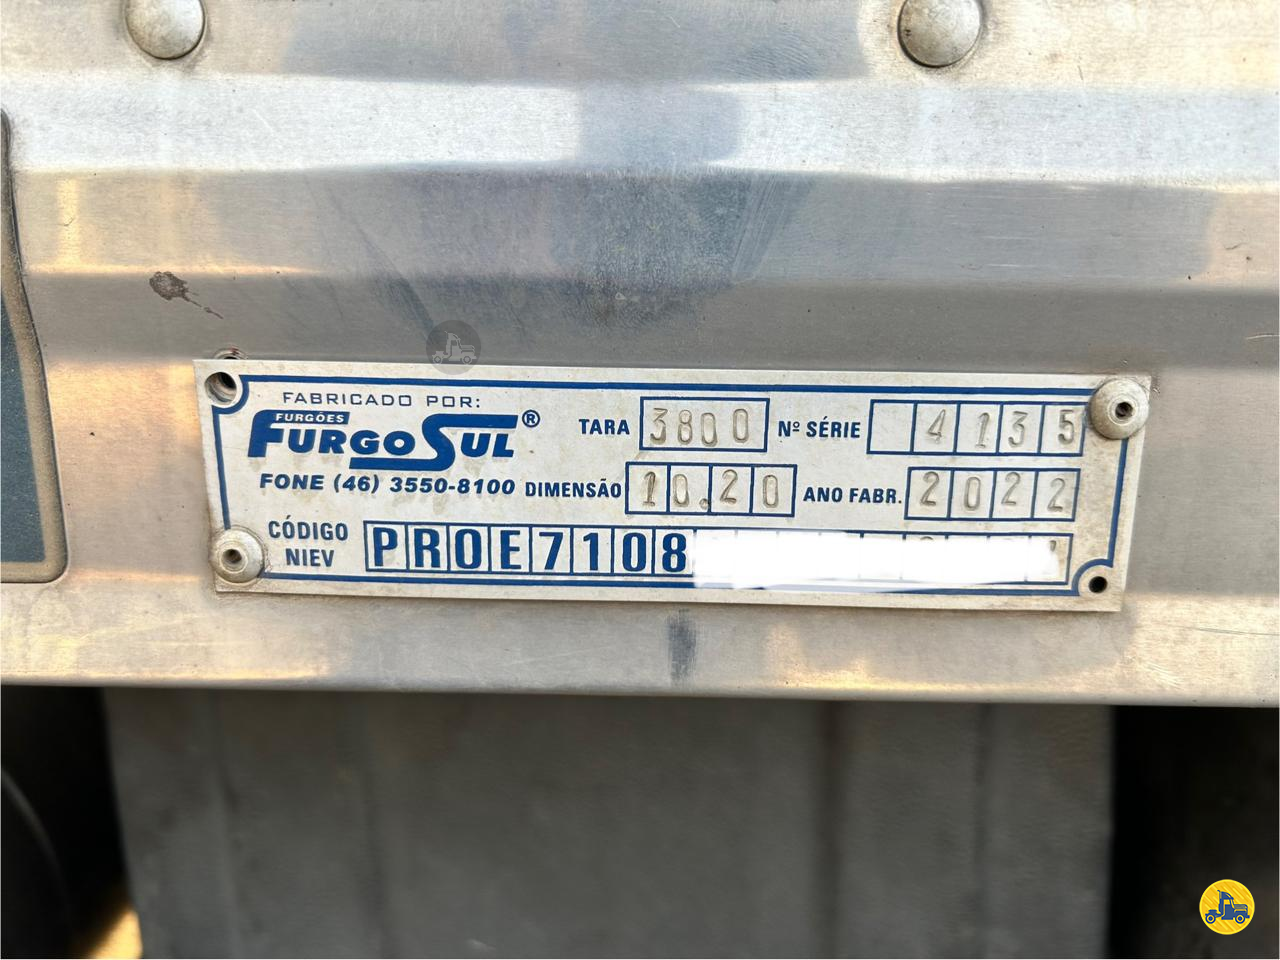 FABRICADO POR:
FURGÕES
FURGOSUL®
FONE (46) 3550-8100
TARA 3800 Nº SÉRIE 4135
DIMENSÃO 10.20 ANO FABR. 2022
CÓDIGO NIEV PROE7108